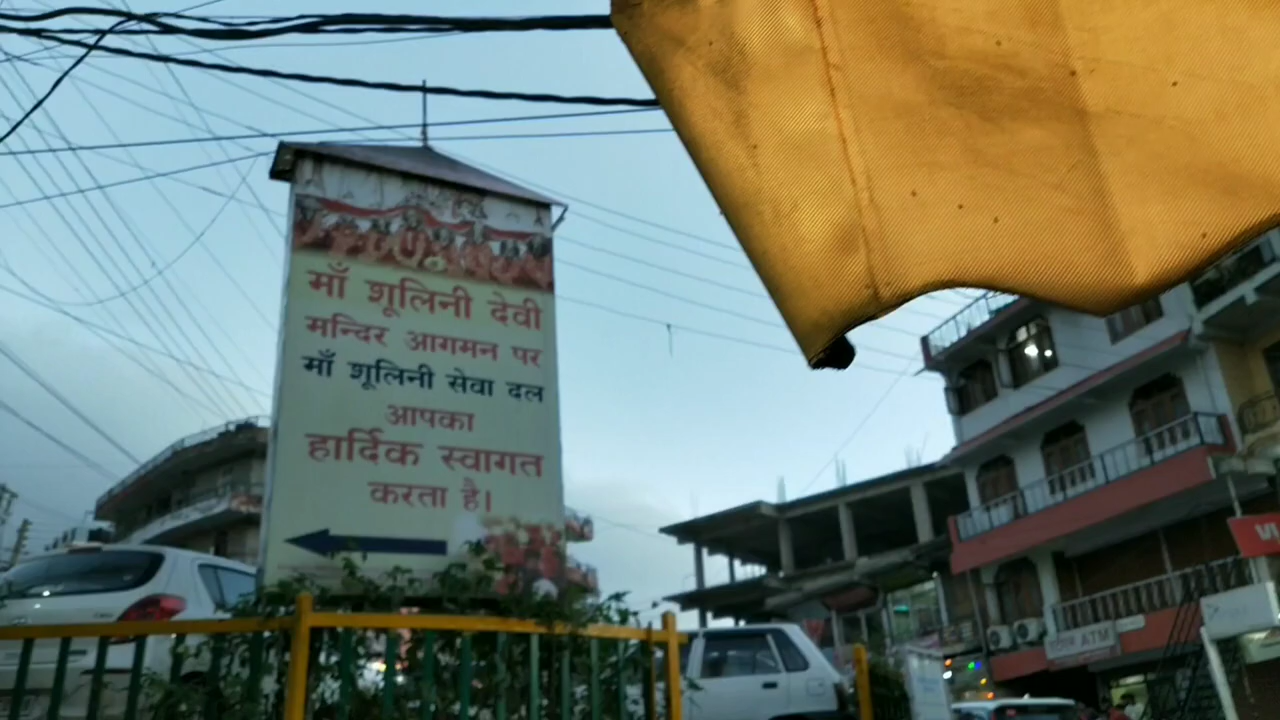 माँ शूलिनी देवी
मन्दिर आगमन पर
माँ शूलिनी सेवा दल
आपका
हार्दिक स्वागत
करता है।
ATM